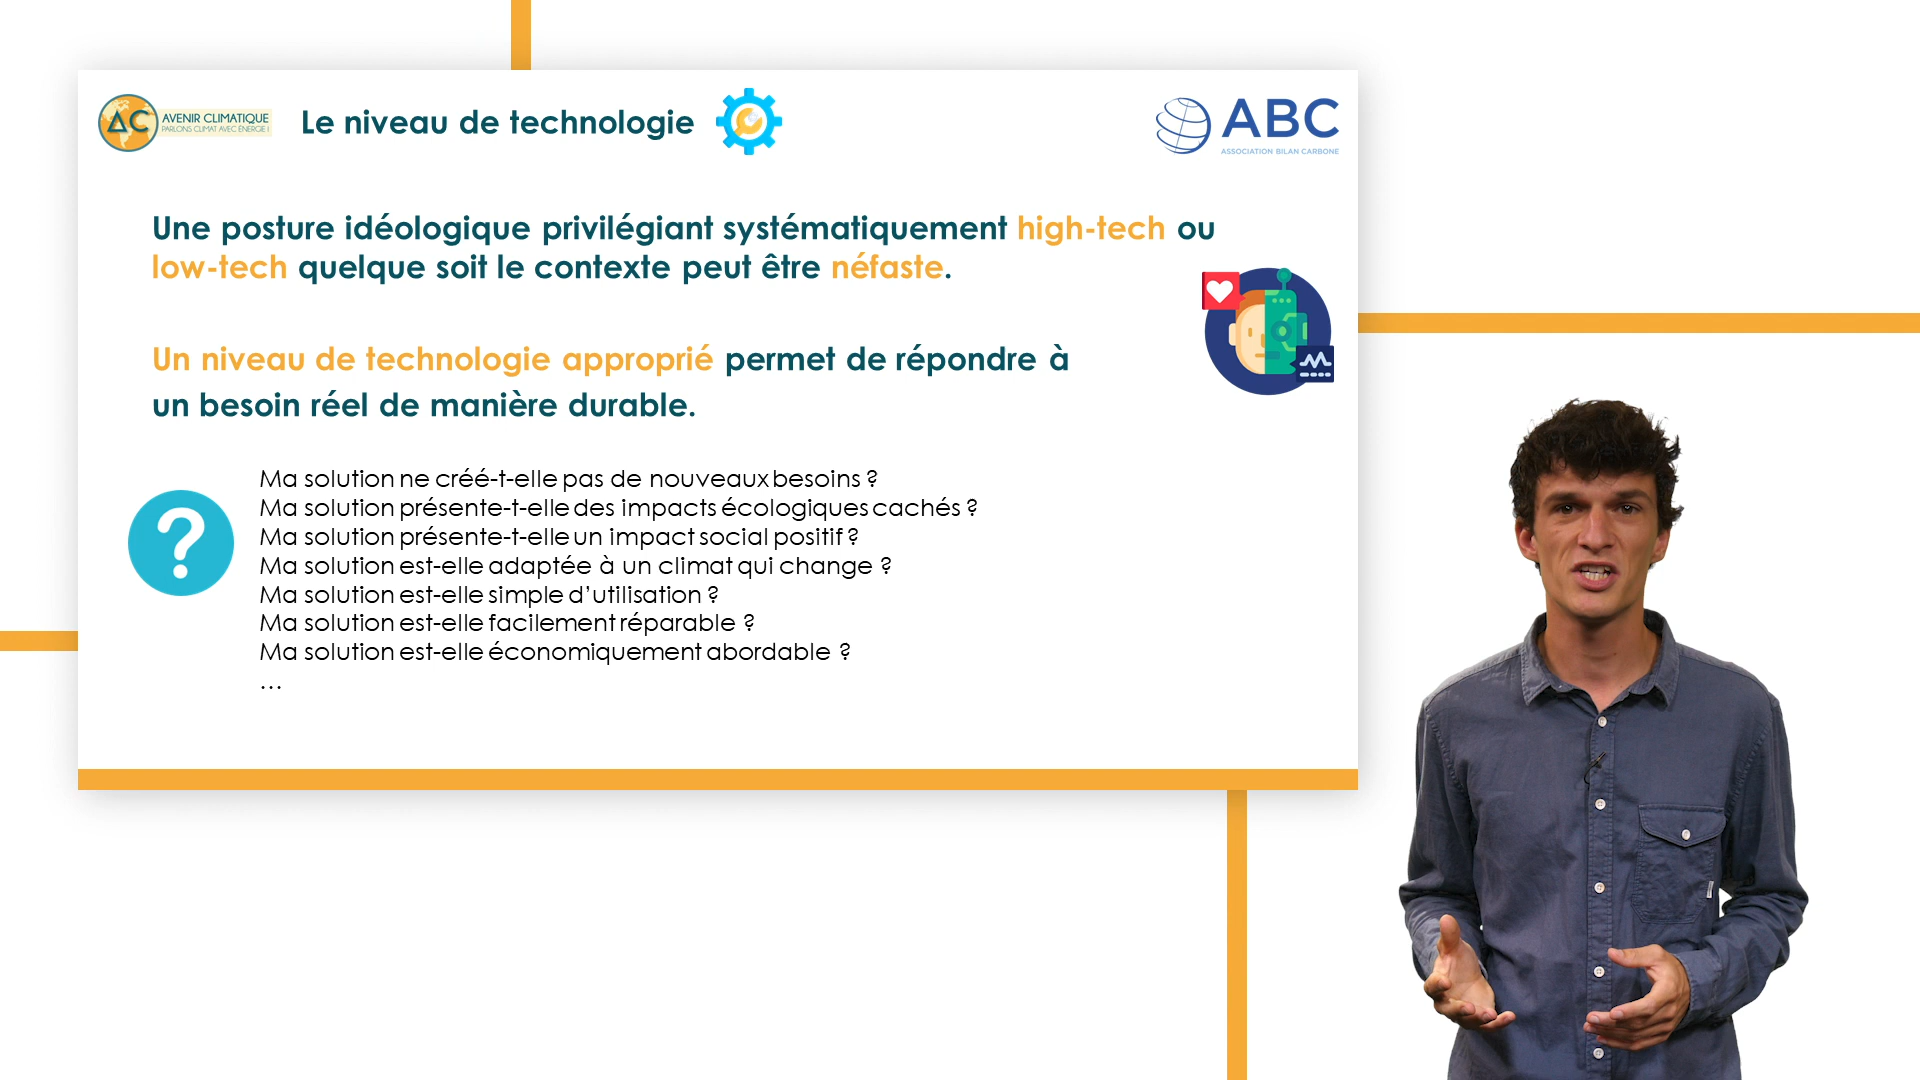 AC
AVENIR CLIMATIQUE
PARLONS CLIMAT AVEC ÉNERGIE !
Le niveau de technologie
ABC
ASSOCIATION BILAN CARBONE
Une posture idéologique privilégiant systématiquement high-tech ou
low-tech quelque soit le contexte peut être néfaste.
Un niveau de technologie approprié permet de répondre à
un besoin réel de manière durable.
?
Ma solution ne créé-t-elle pas de nouveaux besoins ?
Ma solution présente-t-elle des impacts écologiques cachés ?
Ma solution présente-t-elle un impact social positif ?
Ma solution est-elle adaptée à un climat qui change ?
Ma solution est-elle simple d’utilisation ?
Ma solution est-elle facilement réparable ?
Ma solution est-elle économiquement abordable ?
…